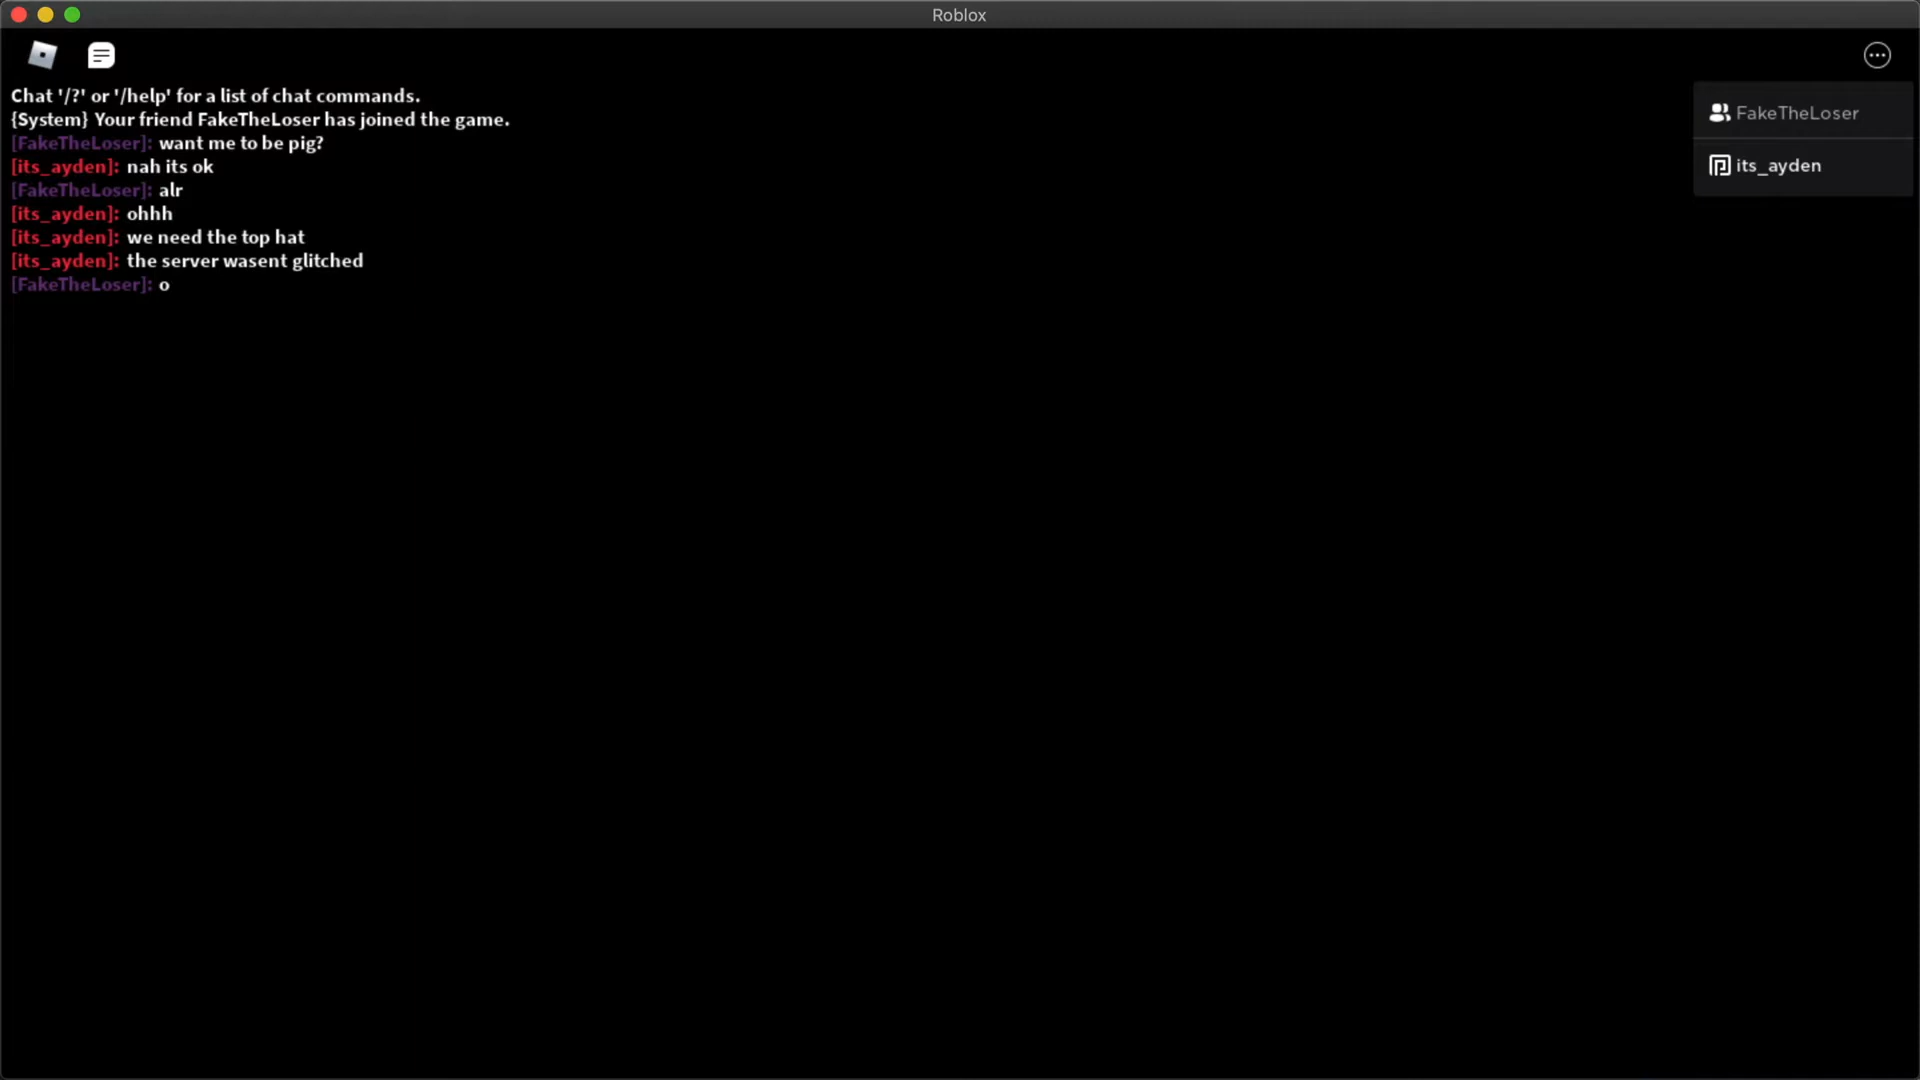 Roblox
Chat '/?' or '/help' for a list of chat commands.
{System} Your friend FakeTheLoser has joined the game.
[FakeTheLoser]: want me to be pig?
[its_ayden]: nah its ok
[FakeTheLoser]: alr
[its_ayden]: ohhh
[its_ayden]: we need the top hat
[its_ayden]: the server wasent glitched
[FakeTheLoser]: o
FakeTheLoser
its_ayden